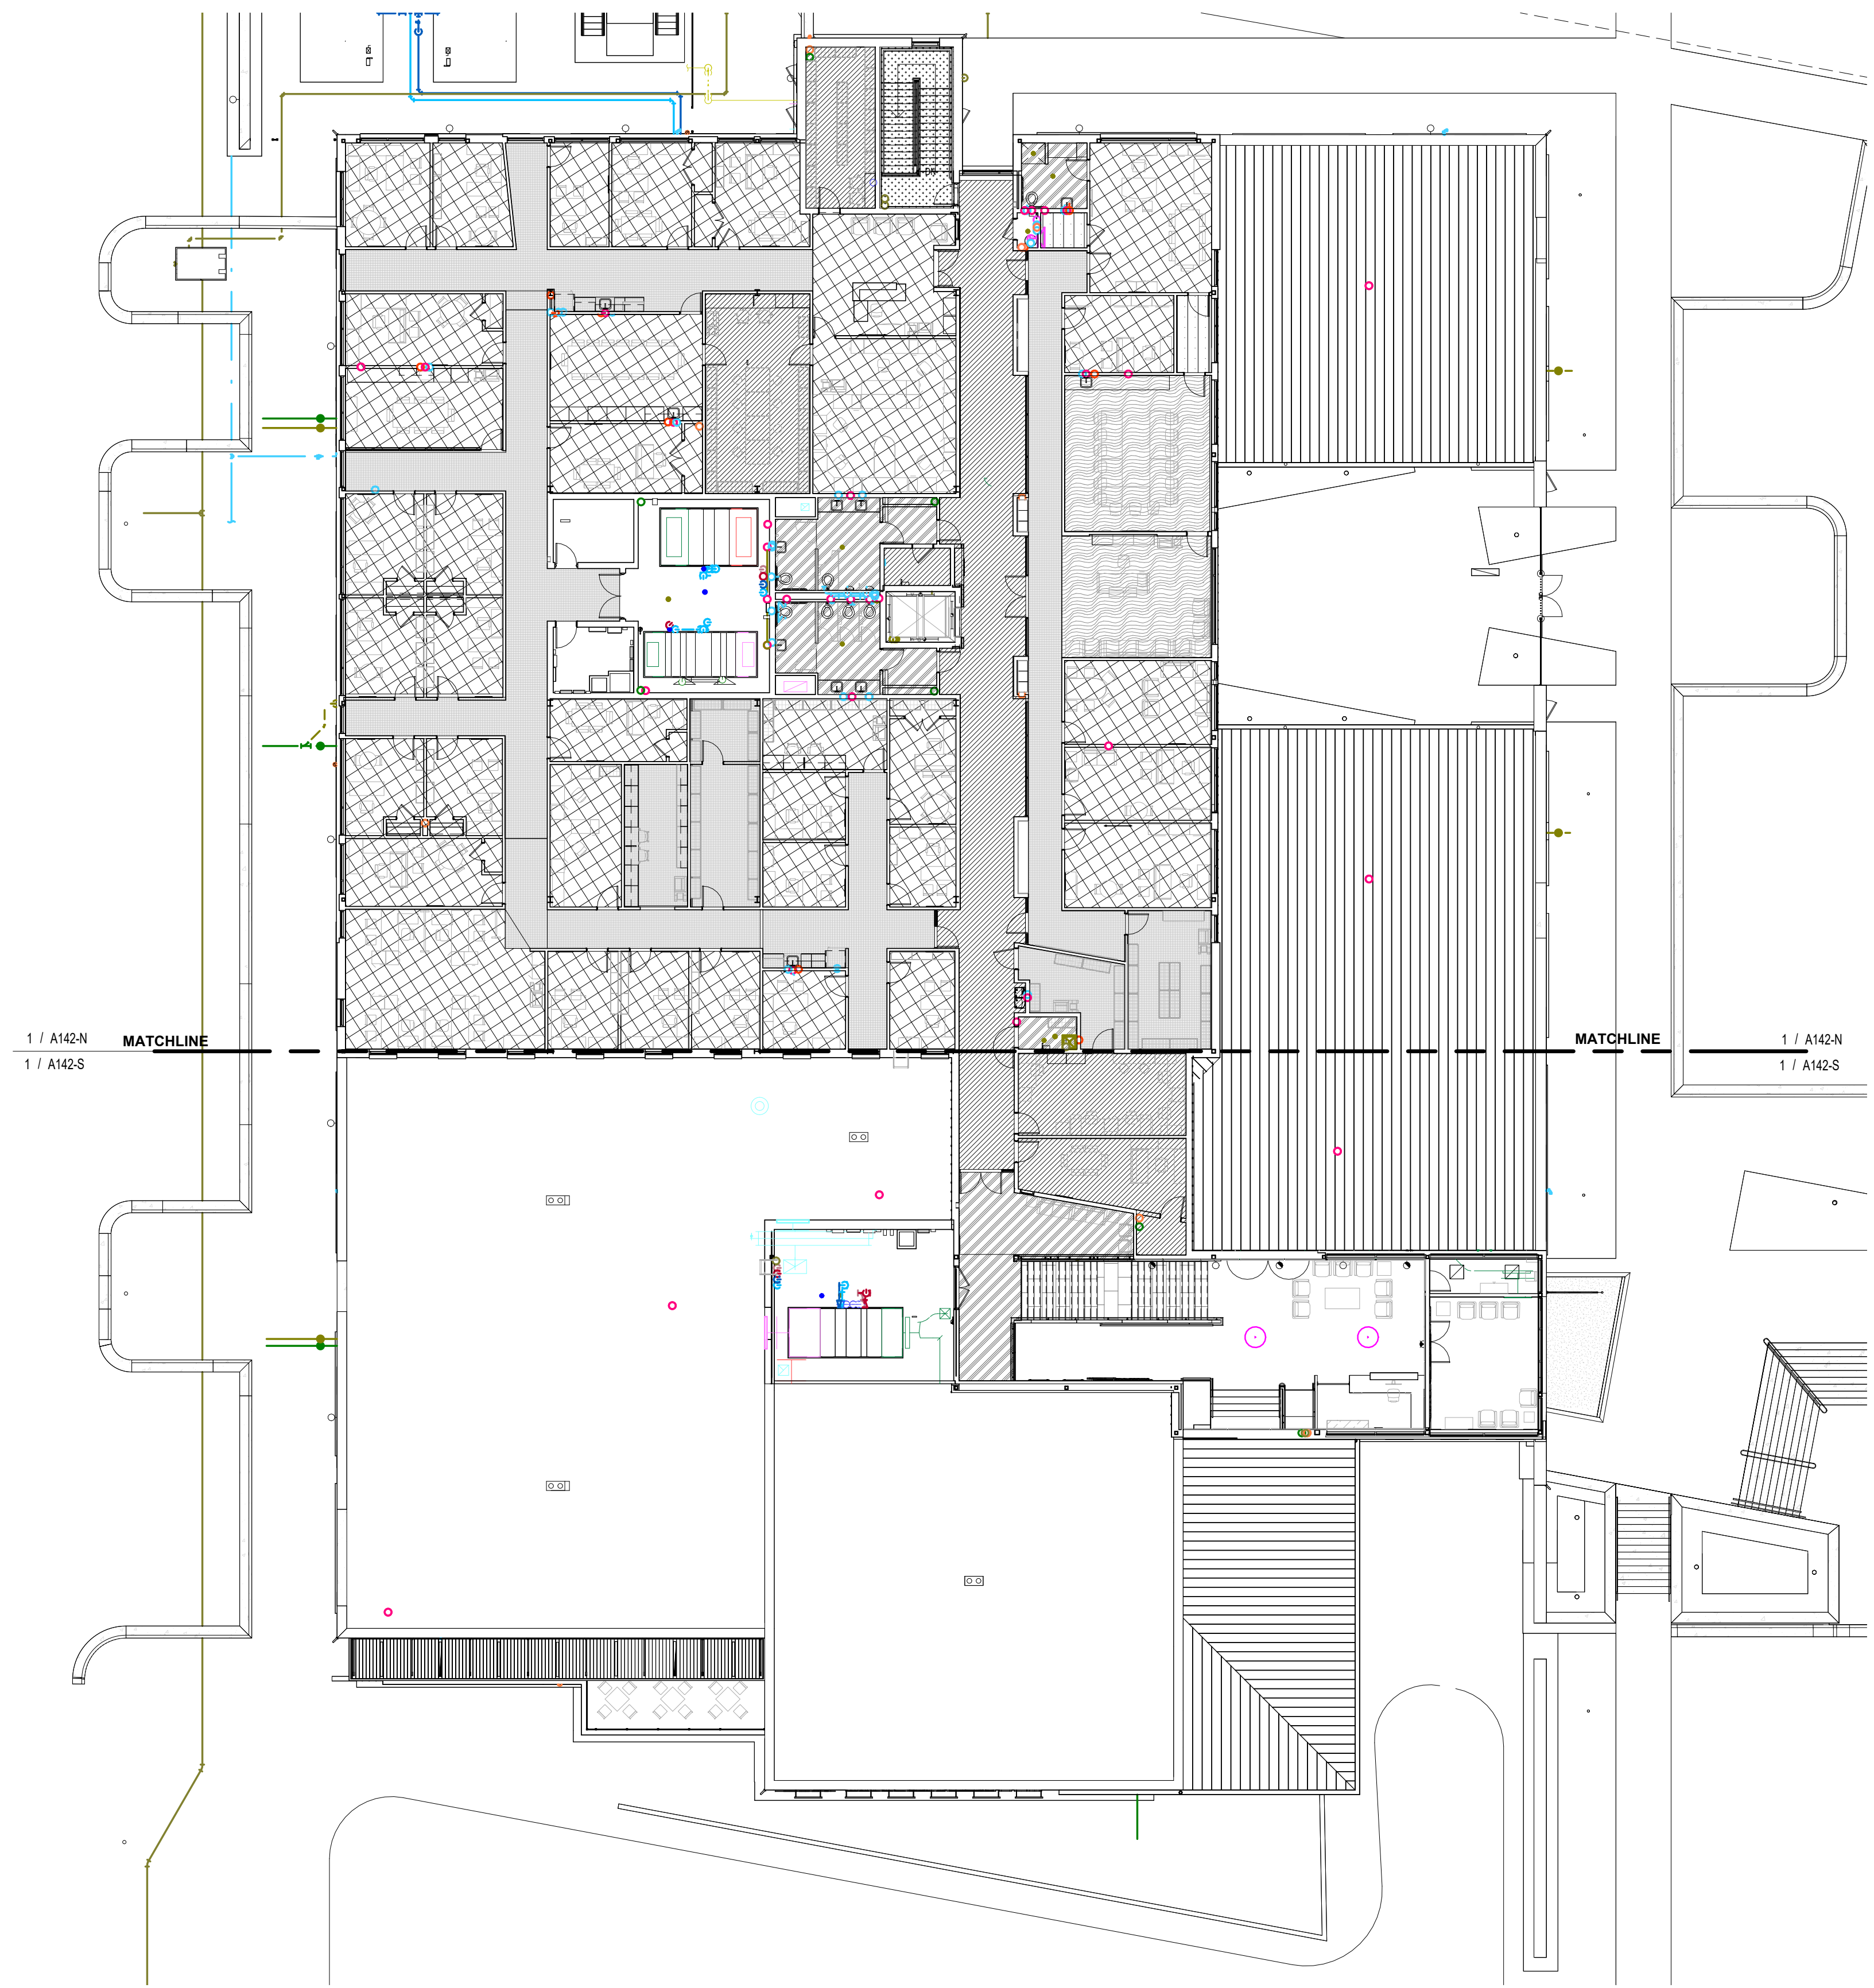 DN
1 / A142-N
MATCHLINE
MATCHLINE
1 / A142-N
1 / A142-S
1 / A142-S